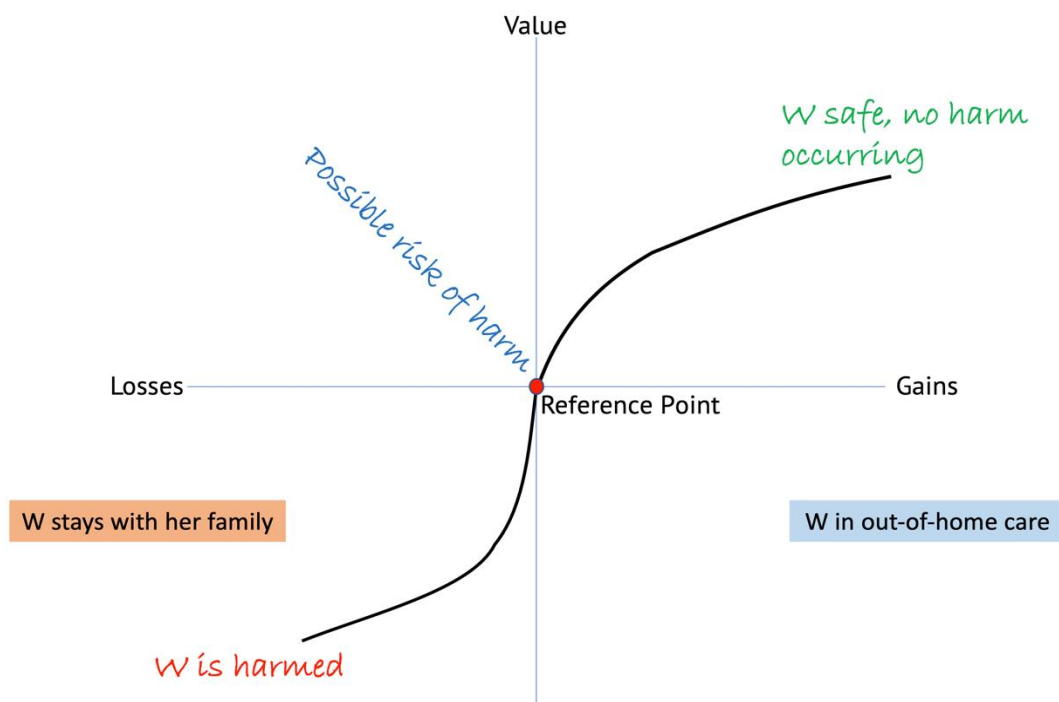 Value
W safe, no harm
occurring
Possible risk of harm
Losses
Gains
Reference Point
W stays with her family
W in out-of-home care
W is harmed